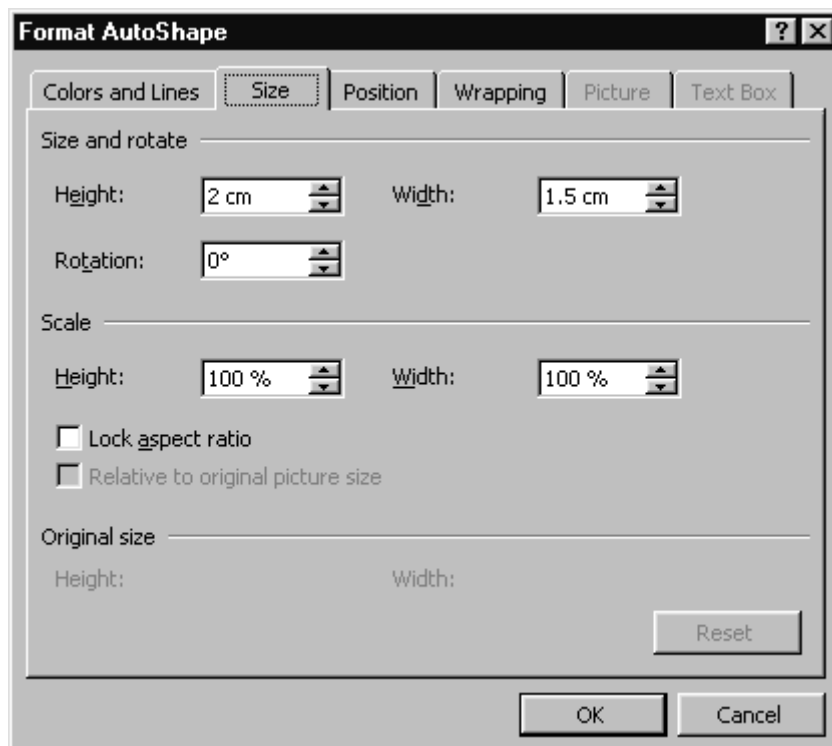 Format AutoShape
Colors and Lines Size Position Wrapping Picture Text Box
Size and rotate
Height: 2 cm Width: 1.5 cm
Rotation: 0°
Scale
Height: 100 % Width: 100 %
Lock aspect ratio
Relative to original picture size
Original size
Height: Width:
Reset
OK Cancel